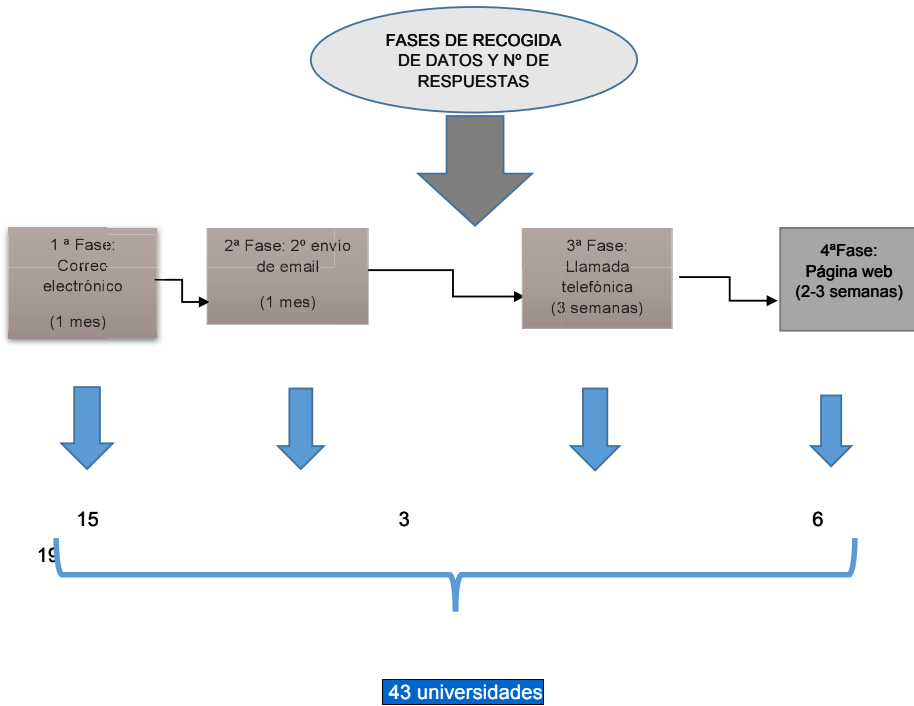 FASES DE RECOGIDA
DE DATOS Y Nº DE
RESPUESTAS
1 ª Fase:
Correo
electrónico
(1 mes)
2ª Fase: 2º envío
de email
(1 mes)
3ª Fase:
Llamada
telefónica
(3 semanas)
4ªFase:
Página web
(2-3 semanas)
15
3
6
19
43 universidades